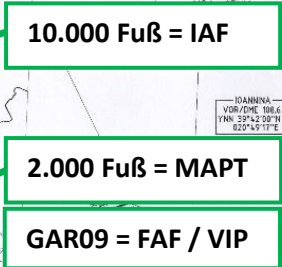 10.000 Fuß = IAF
IOANNINA
VOR/DME 108.6
YNN 39°42'00"N
020°49'17"E
2.000 Fuß = MAPT
GAR09 = FAF / VIP